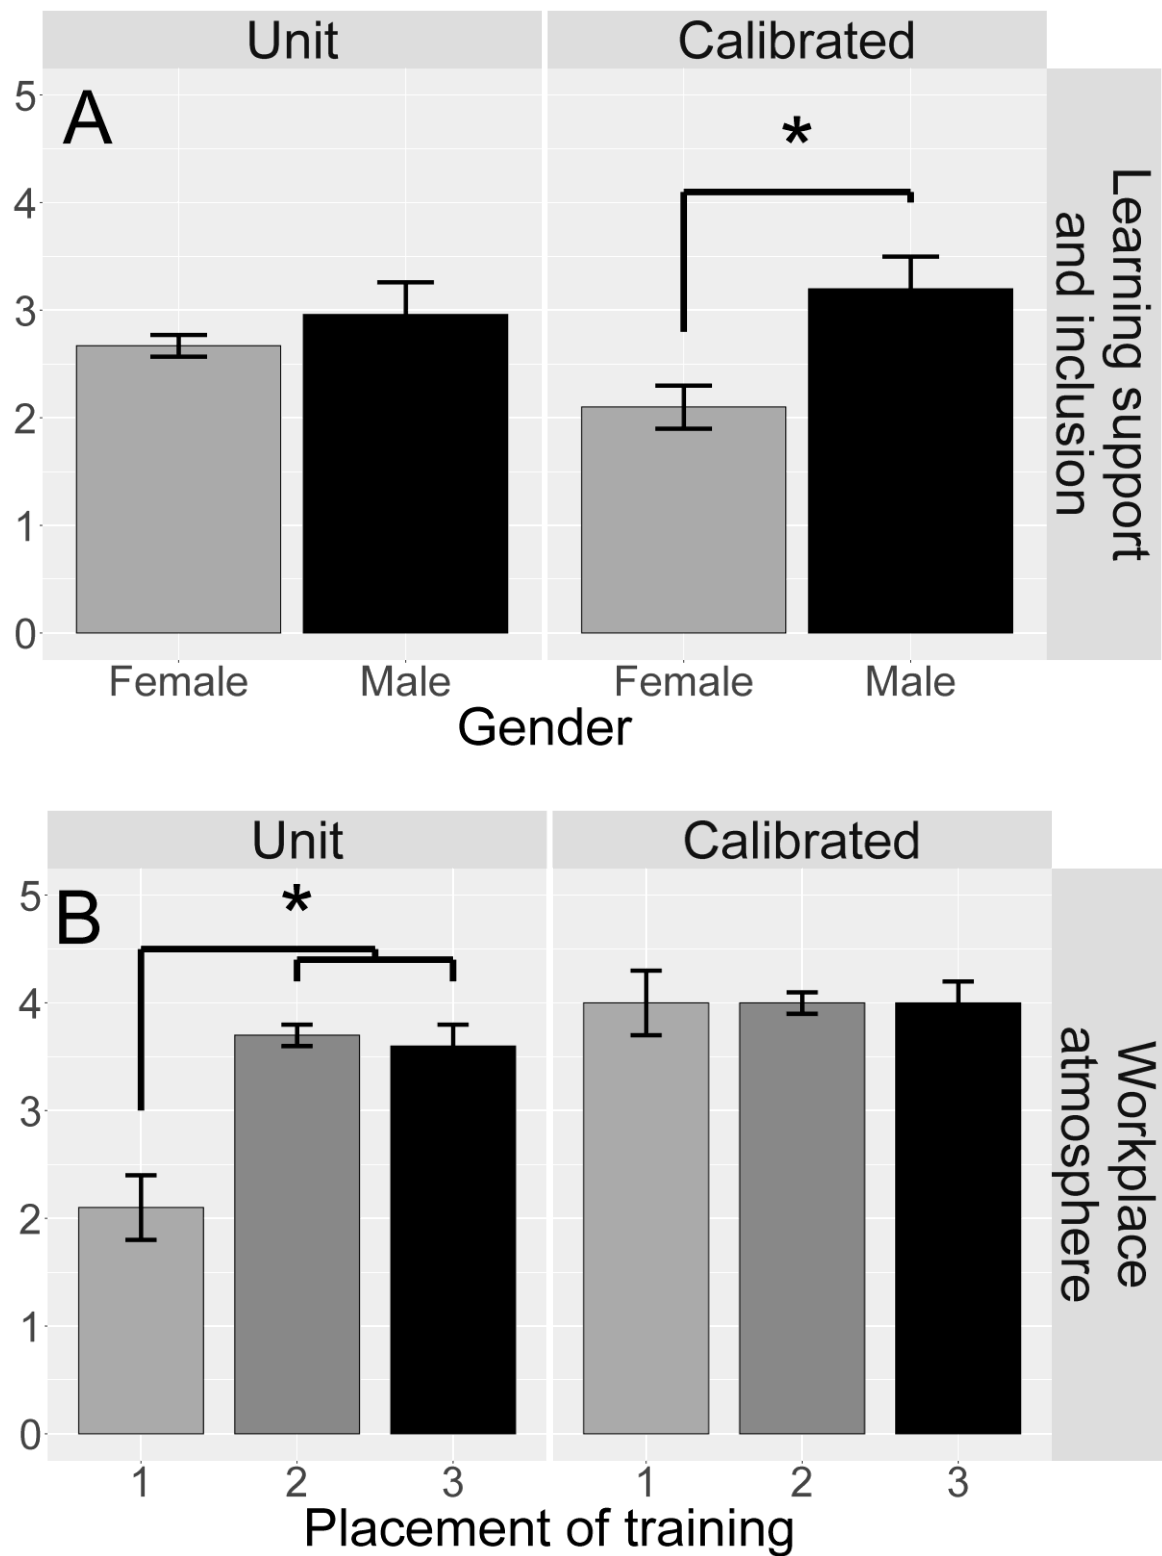 Unit Calibrated
A
*
5
4
3
2
1
0
Learning support
and inclusion
Female Male Female Male
Gender
Unit Calibrated
B
*
5
4
3
2
1
0
Workplace
atmosphere
1 2 3 1 2 3
Placement of training